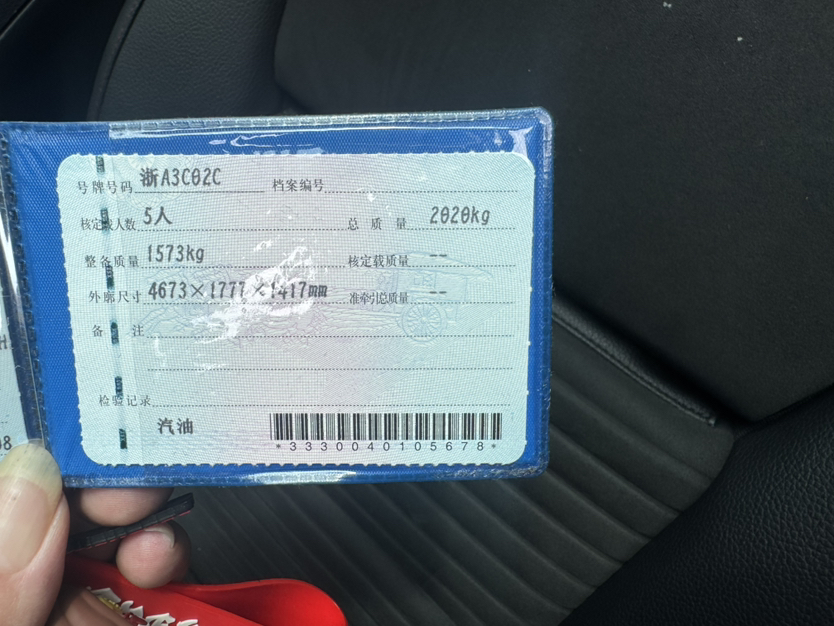 号牌号码 浙A3C02C 档案编号
核定载人数 5人 总质量 2020kg
整备质量 1573kg 核定载质量 --
外廓尺寸 4673×1777×1417mm 准牵引总质量 --
备注
检验记录
汽油
*3330040105678*